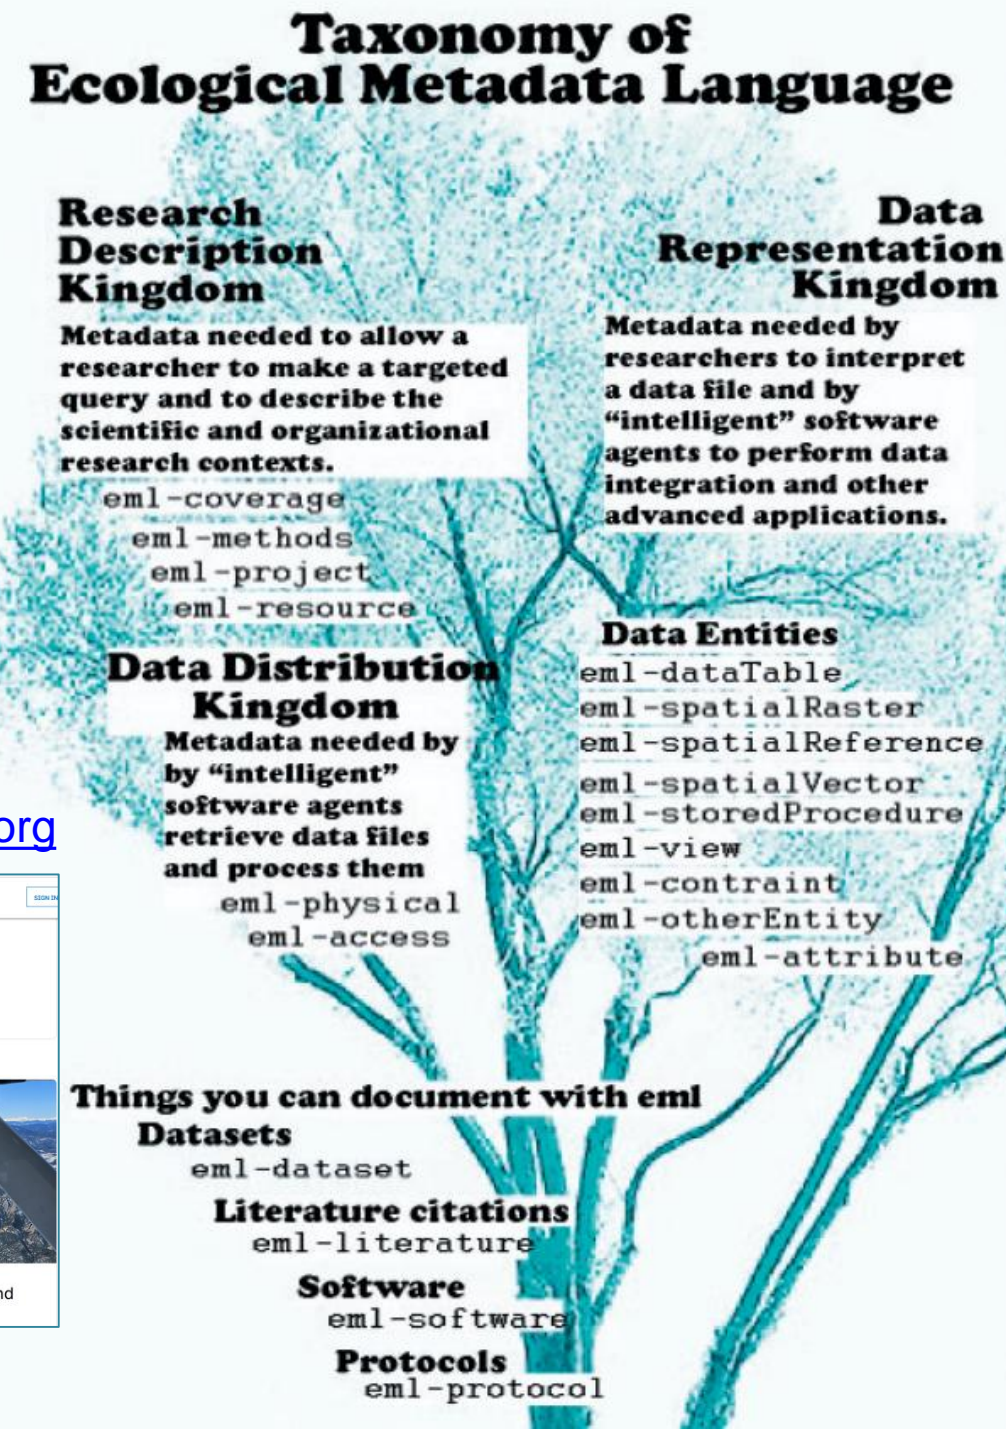 Taxonomy of
Ecological Metadata Language
Research
Description
Kingdom
Metadata needed to allow a
researcher to make a targeted
query and to describe the
scientific and organizational
research contexts.
eml-coverage
eml-methods
eml-project
eml-resource
Data
Representation
Kingdom
Metadata needed by
researchers to interpret
a data file and by
“intelligent” software
agents to perform data
integration and other
advanced applications.
Data Entities
eml-dataTable
eml-spatialRaster
eml-spatialReference
eml-spatialVector
eml-storedProcedure
eml-view
eml-contraint
eml-otherEntity
eml-attribute
Data Distribution
Kingdom
Metadata needed by
by “intelligent”
software agents
retrieve data files
and process them
eml-physical
eml-access
org
SIGN IN
nd
Things you can document with eml
Datasets
eml-dataset
Literature citations
eml-literature
Software
eml-software
Protocols
eml-protocol